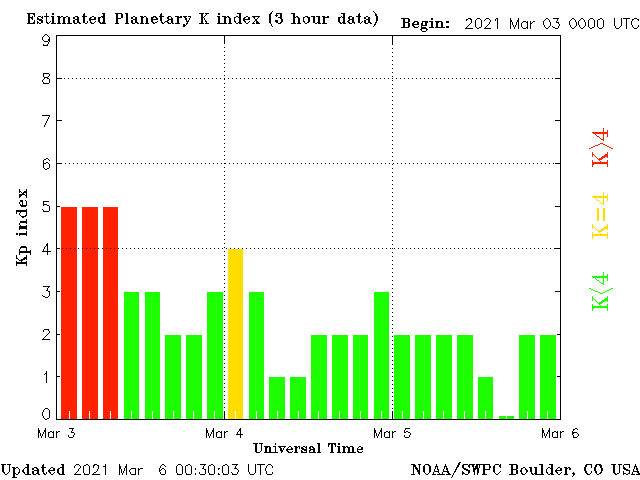 Estimated Planetary K index (3 hour data) Begin: 2021 Mar 03 0000 UTC
9
8
7
6
5
4
3
2
1
0
Kp index
K>4
K=4
K<4
Mar 3 Mar 4 Mar 5 Mar 6
Universal Time
Updated 2021 Mar 6 00:30:03 UTC NOAA/SWPC Boulder, CO USA